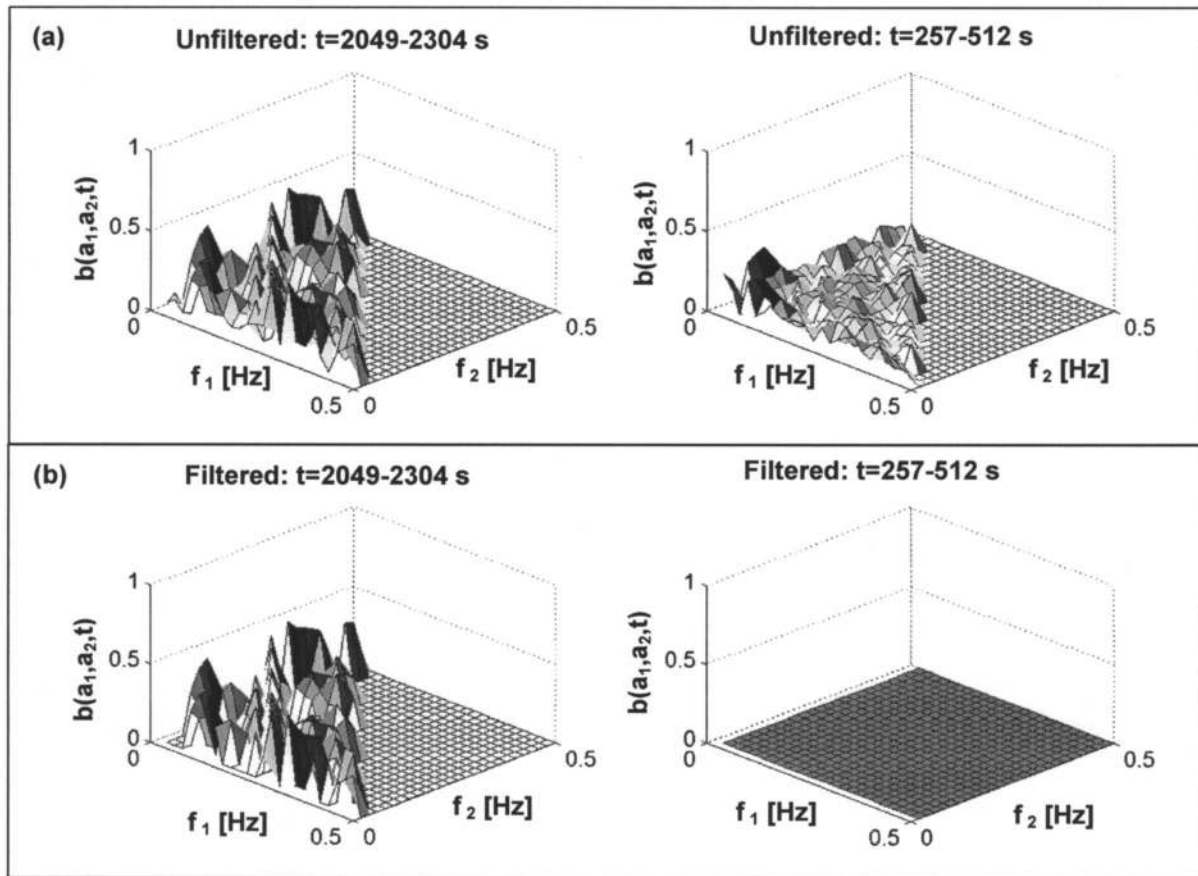 (a)
Unfiltered: t=2049-2304 s
Unfiltered: t=257-512 s
1
0.5
0
b(a₁,a₂,t)
0
f₁ [Hz]
0.5
0
f₂ [Hz]
0.5
1
0.5
0
b(a₁,a₂,t)
0
f₁ [Hz]
0.5
0
f₂ [Hz]
0.5
(b)
Filtered: t=2049-2304 s
Filtered: t=257-512 s
1
0.5
0
b(a₁,a₂,t)
0
f₁ [Hz]
0.5
0
f₂ [Hz]
0.5
1
0.5
0
b(a₁,a₂,t)
0
f₁ [Hz]
0.5
0
f₂ [Hz]
0.5